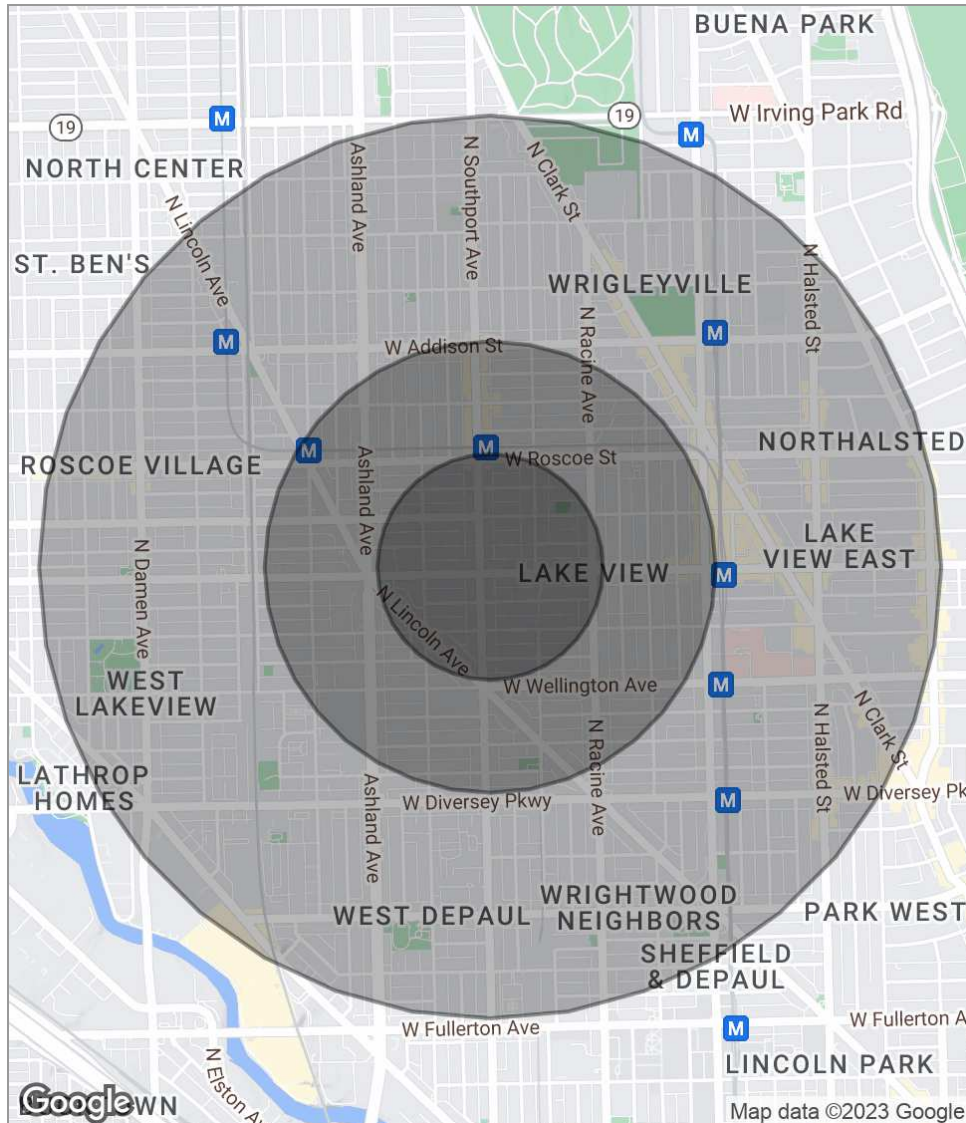 BUENA PARK
W Irving Park Rd
19
19
M
M
NORTH CENTER
Ashland Ave
N Southport Ave
N Clark St
N Lincoln Ave
ST. BEN'S
WRIGLEYVILLE
N Halsted St
M
M
W Addison St
N Racine Ave
M
M
W Roscoe St
NORTHALSTED
ROSCOE VILLAGE
Ashland Ave
LAKE
VIEW EAST
N Damen Ave
LAKE VIEW
M
N Lincoln Ave
WEST
LAKEVIEW
W Wellington Ave
M
N Clark St
N Racine Ave
N Halsted St
LATHROP
HOMES
Ashland Ave
W Diversey Pkwy
M
W Diversey Pk
WEST DEPAUL
WRIGHTWOOD
NEIGHBORS
PARK WEST
SHEFFIELD
& DEPAUL
W Fullerton Ave
M
W Fullerton A
N Elston Av
LINCOLN PARK
Google
Map data ©2023 Google